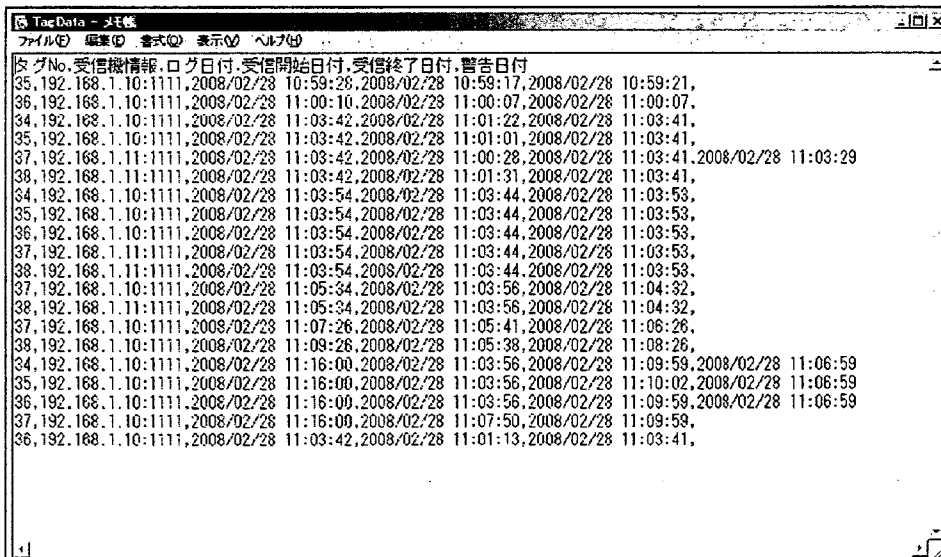 TagData - メモ帳
ファイル(F) 編集(E) 書式(O) 表示(V) ヘルプ(H)
タグNo,受信機情報,ログ日付,受信開始日付,受信終了日付,警告日付
35,192.168.1.10:1111,2008/02/28 10:59:28,2008/02/28 10:59:17,2008/02/28 10:59:21,
36,192.168.1.10:1111,2008/02/28 11:00:10,2008/02/28 11:00:07,2008/02/28 11:00:07,
34,192.168.1.10:1111,2008/02/28 11:03:42,2008/02/28 11:01:22,2008/02/28 11:03:41,
35,192.168.1.10:1111,2008/02/28 11:03:42,2008/02/28 11:01:01,2008/02/28 11:03:41,
37,192.168.1.11:1111,2008/02/28 11:03:42,2008/02/28 11:00:28,2008/02/28 11:03:41,2008/02/28 11:03:29
38,192.168.1.11:1111,2008/02/28 11:03:42,2008/02/28 11:01:31,2008/02/28 11:03:41,
34,192.168.1.10:1111,2008/02/28 11:03:54,2008/02/28 11:03:44,2008/02/28 11:03:53,
35,192.168.1.10:1111,2008/02/28 11:03:54,2008/02/28 11:03:44,2008/02/28 11:03:53,
36,192.168.1.10:1111,2008/02/28 11:03:54,2008/02/28 11:03:44,2008/02/28 11:03:53,
37,192.168.1.11:1111,2008/02/28 11:03:54,2008/02/28 11:03:44,2008/02/28 11:03:53,
38,192.168.1.11:1111,2008/02/28 11:03:54,2008/02/28 11:03:44,2008/02/28 11:03:53,
37,192.168.1.10:1111,2008/02/28 11:05:34,2008/02/28 11:03:56,2008/02/28 11:04:32,
38,192.168.1.11:1111,2008/02/28 11:05:34,2008/02/28 11:03:56,2008/02/28 11:04:32,
37,192.168.1.10:1111,2008/02/28 11:07:26,2008/02/28 11:05:41,2008/02/28 11:06:26,
38,192.168.1.10:1111,2008/02/28 11:09:26,2008/02/28 11:05:38,2008/02/28 11:08:26,
34,192.168.1.10:1111,2008/02/28 11:16:00,2008/02/28 11:03:56,2008/02/28 11:09:59,2008/02/28 11:06:59
35,192.168.1.10:1111,2008/02/28 11:16:00,2008/02/28 11:03:56,2008/02/28 11:10:02,2008/02/28 11:06:59
36,192.168.1.10:1111,2008/02/28 11:16:00,2008/02/28 11:03:56,2008/02/28 11:09:59,2008/02/28 11:06:59
37,192.168.1.10:1111,2008/02/28 11:16:00,2008/02/28 11:07:50,2008/02/28 11:09:59,
36,192.168.1.10:1111,2008/02/28 11:03:42,2008/02/28 11:01:13,2008/02/28 11:03:41,